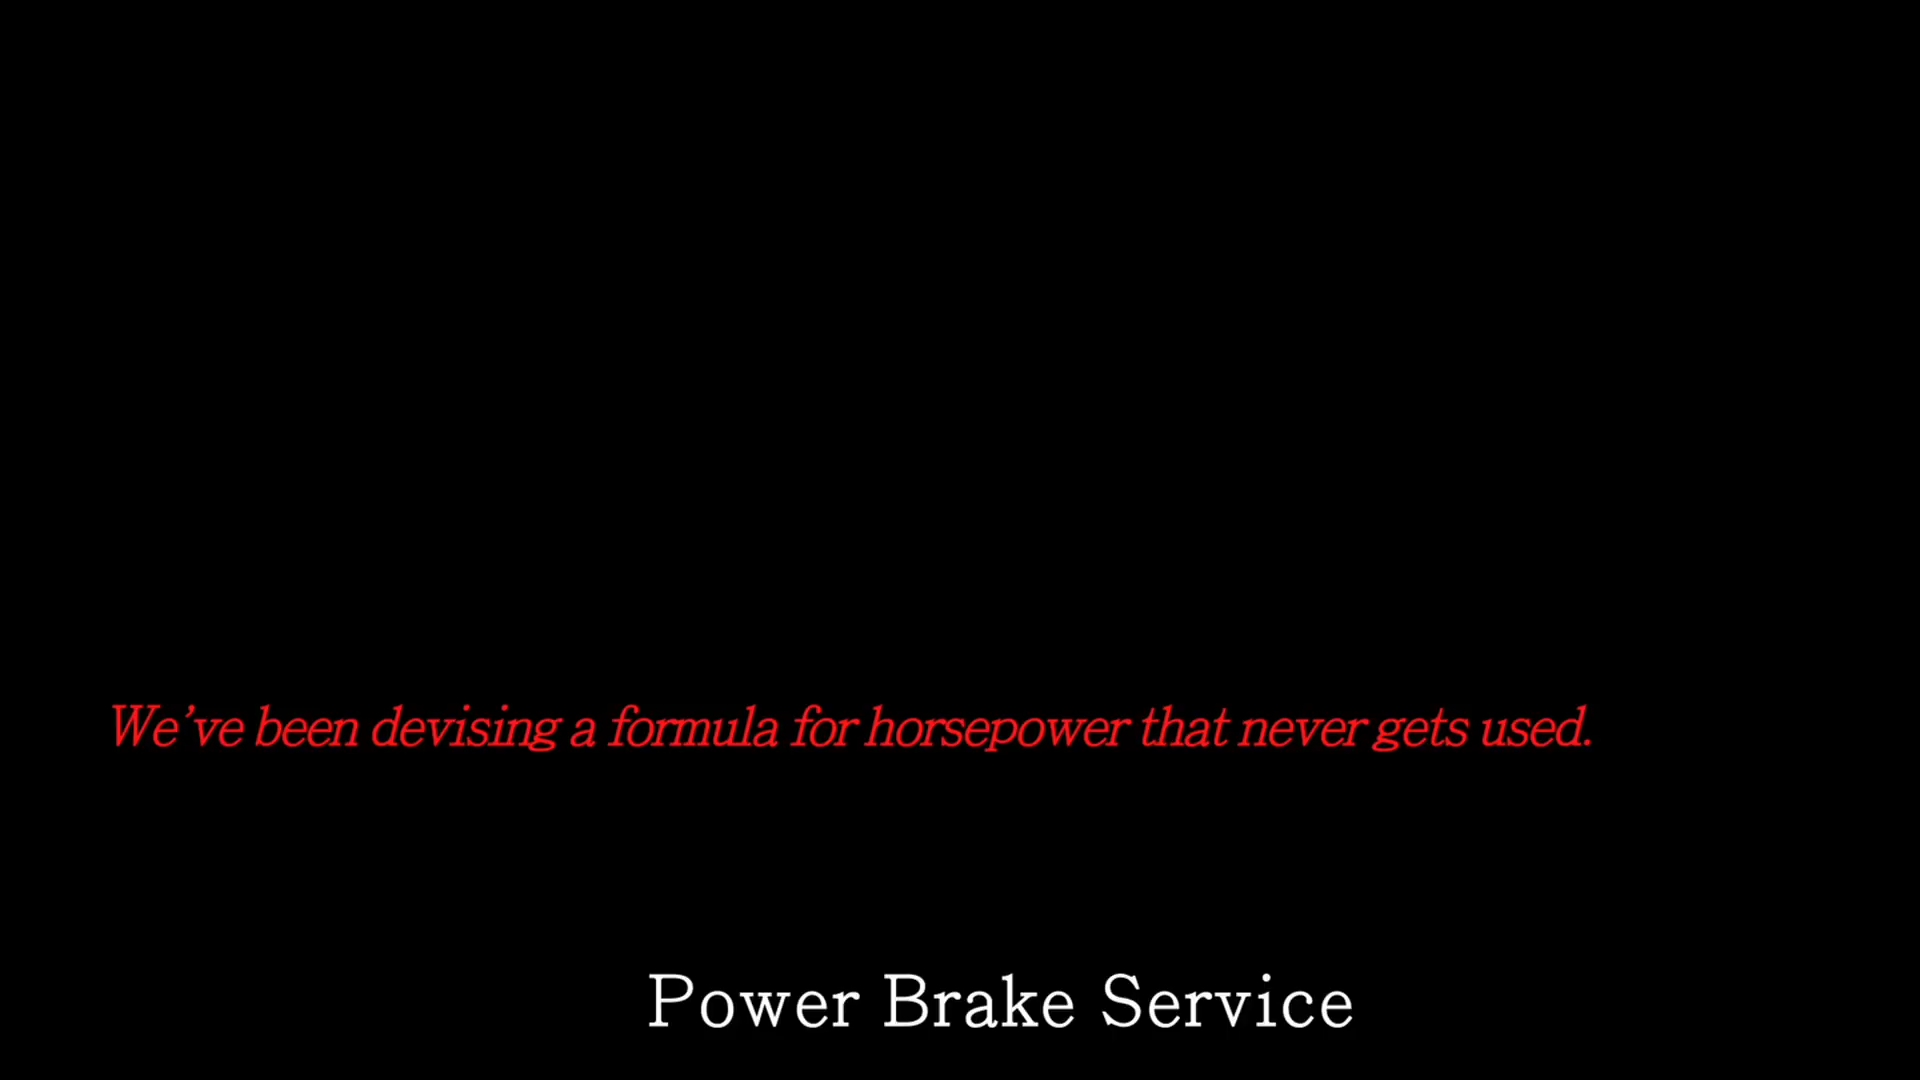 We’ve been devising a formula for horsepower that never gets used.
Power Brake Service